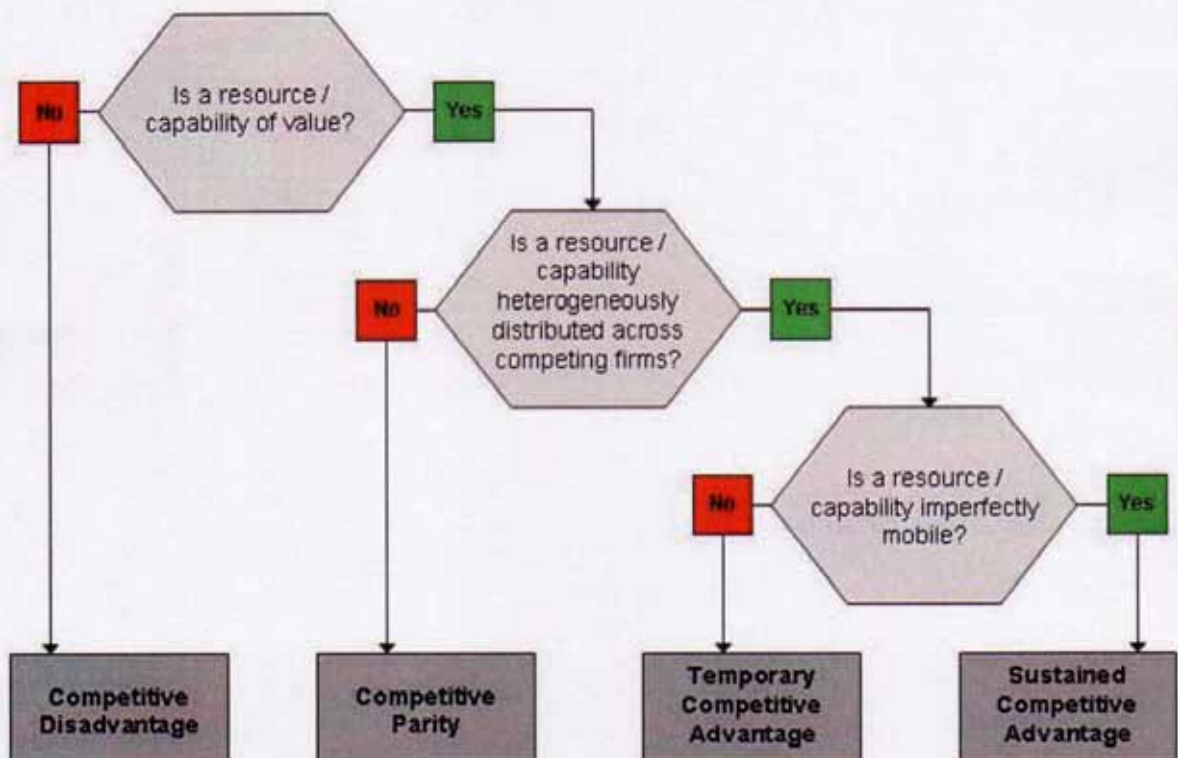 Is a resource /
capability of value?
No
Yes
Is a resource /
capability
heterogeneously
distributed across
competing firms?
No
Yes
Is a resource /
capability imperfectly
mobile?
No
Yes
Competitive
Disadvantage
Competitive
Parity
Temporary
Competitive
Advantage
Sustained
Competitive
Advantage